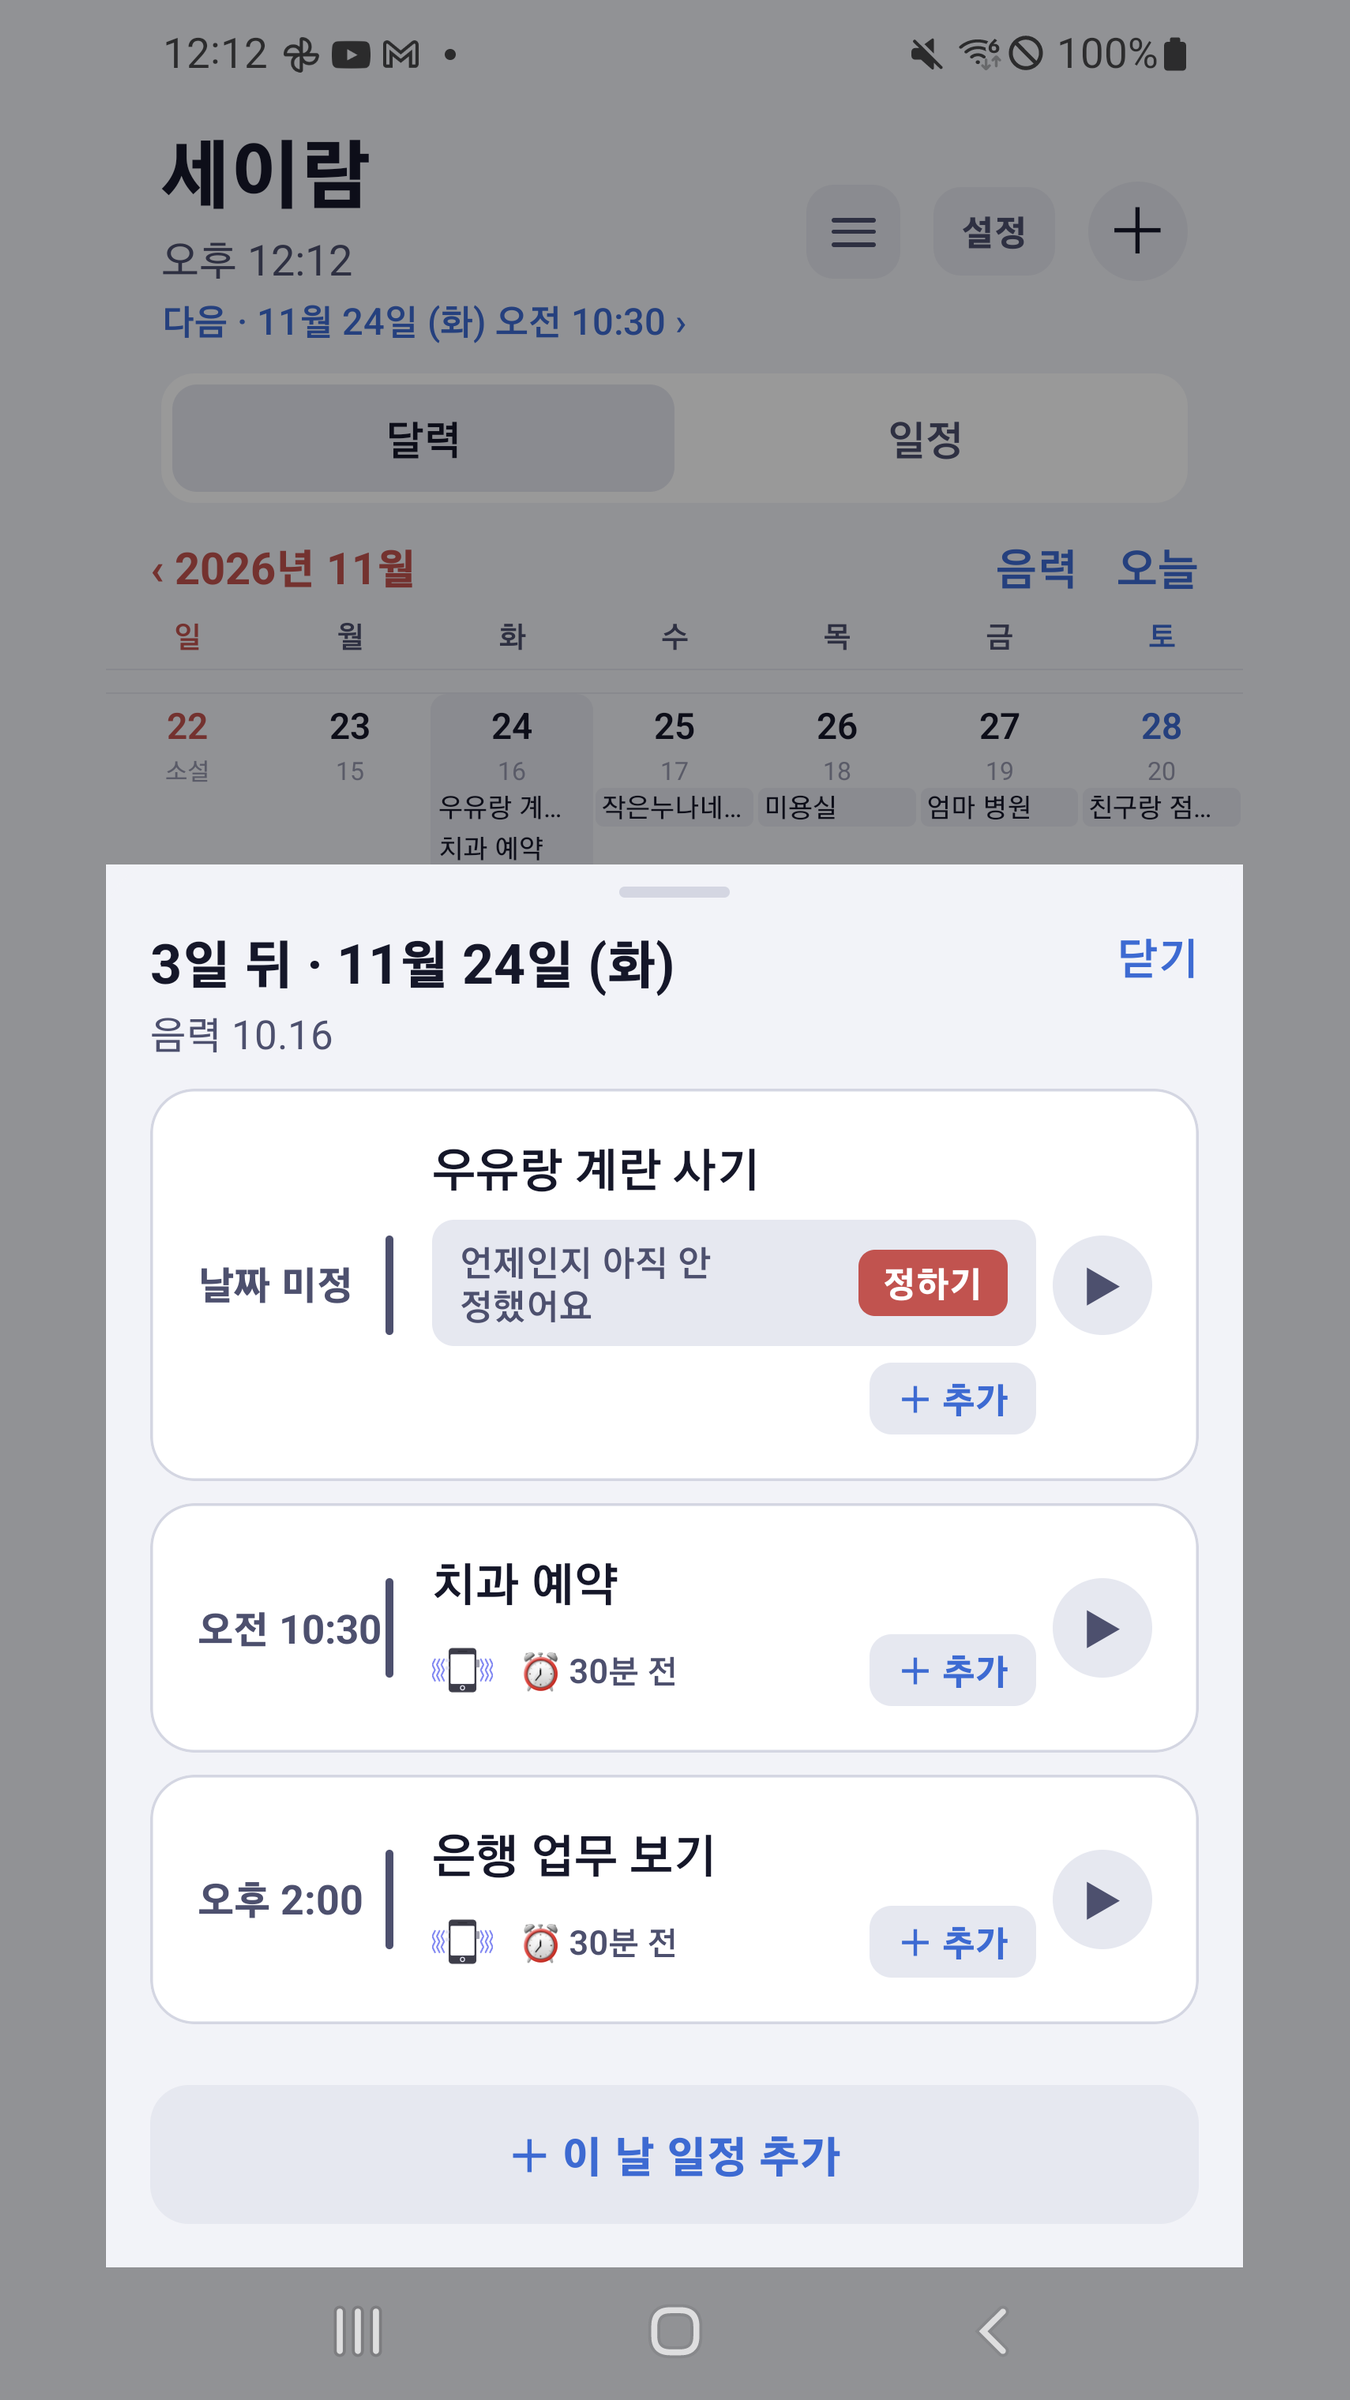 12:12
6
100%
세이람
설정
오후 12:12
다음 · 11월 24일 (화) 오전 10:30 ›
달력
일정
‹ 2026년 11월
음력
오늘
일 월 화 수 목 금 토
22 23 24 25 26 27 28
소설 15 16 17 18 19 20
우유랑 계... 작은누나네... 미용실 엄마 병원 친구랑 점...
치과 예약
3일 뒤 · 11월 24일 (화)
닫기
음력 10.16
우유랑 계란 사기
날짜 미정
언제인지 아직 안
정했어요
정하기
+ 추가
치과 예약
오전 10:30
30분 전
+ 추가
은행 업무 보기
오후 2:00
30분 전
+ 추가
+ 이 날 일정 추가